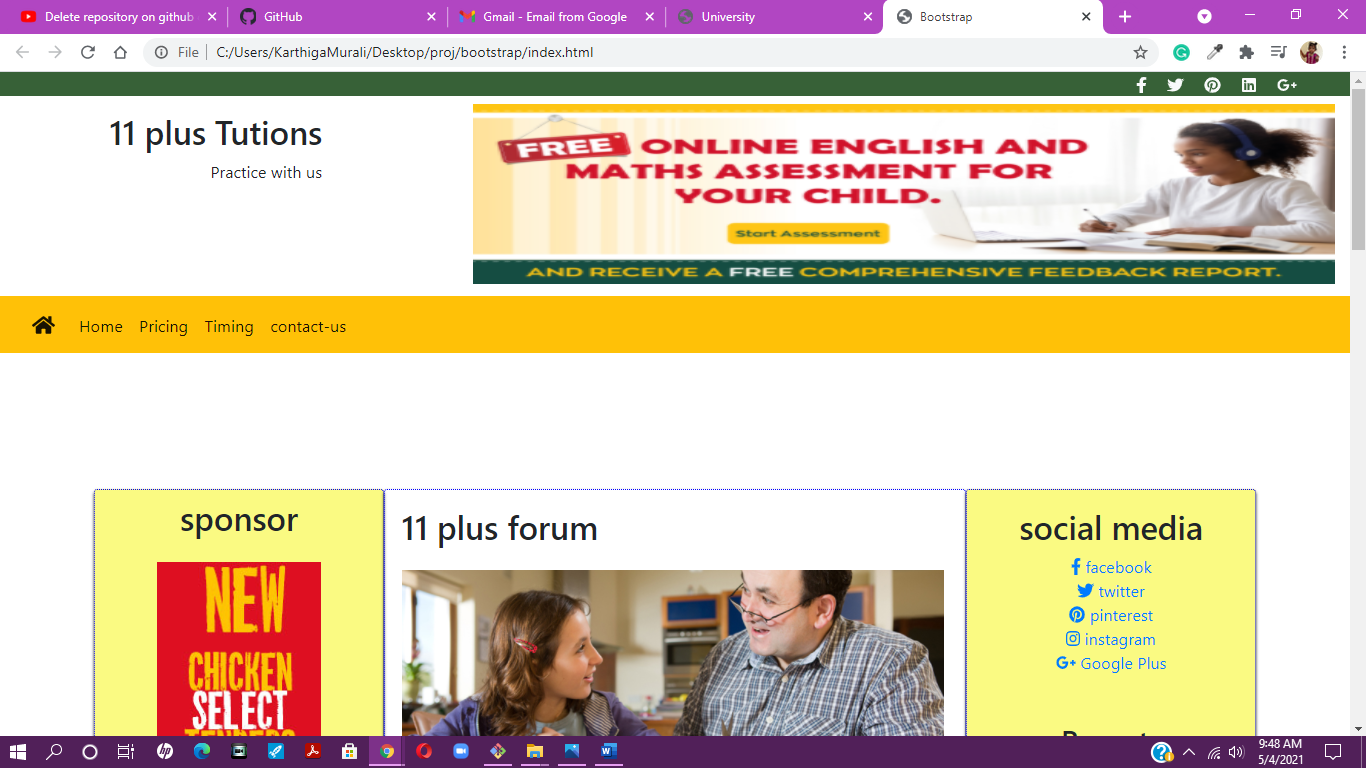 Delete repository on github
GitHub
Gmail - Email from Google
University
Bootstrap
File
C:/Users/KarthigaMurali/Desktop/proj/bootstrap/index.html
11 plus Tutions
Practice with us
FREE ONLINE ENGLISH AND
MATHS ASSESSMENT FOR
YOUR CHILD.
Start Assessment
AND RECEIVE A FREE COMPREHENSIVE FEEDBACK REPORT.
Home Pricing Timing contact-us
sponsor
NEW
CHICKEN
SELECT
11 plus forum
social media
facebook
twitter
pinterest
instagram
Google Plus
9:48 AM
5/4/2021